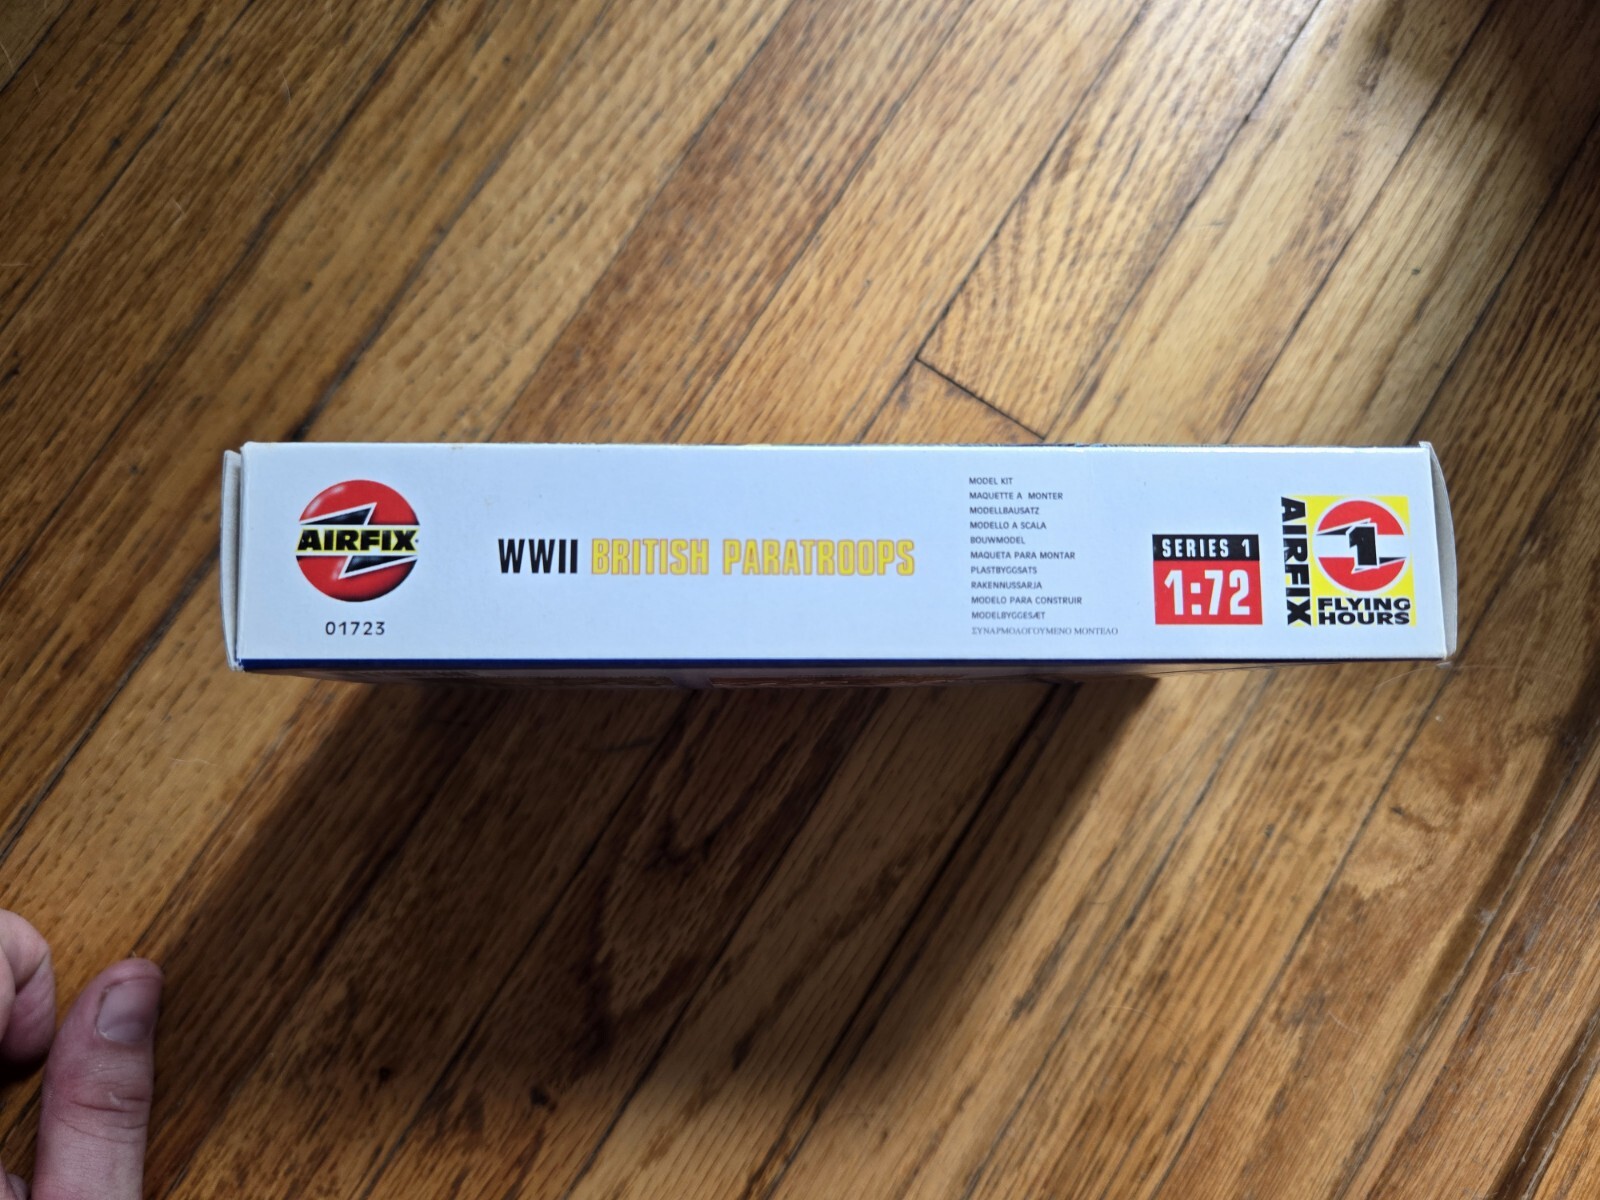 AIRFIX
01723
WWII BRITISH PARATROOPS
MODEL KIT
MAQUETTE A MONTER
MODELLBAUSATZ
MODELLO A SCALA
BOUWMODEL
MAQUETA PARA MONTAR
PLASTBYGGSATS
RAKENNUSSARJA
MODELO PARA CONSTRUIR
MODELBYGGESÆT
ΣΥΝΑΡΜΟΛΟΓΟΥΜΕΝΟ ΜΟΝΤΕΛΟ
SERIES 1
1:72
AIRFIX
1
FLYING
HOURS